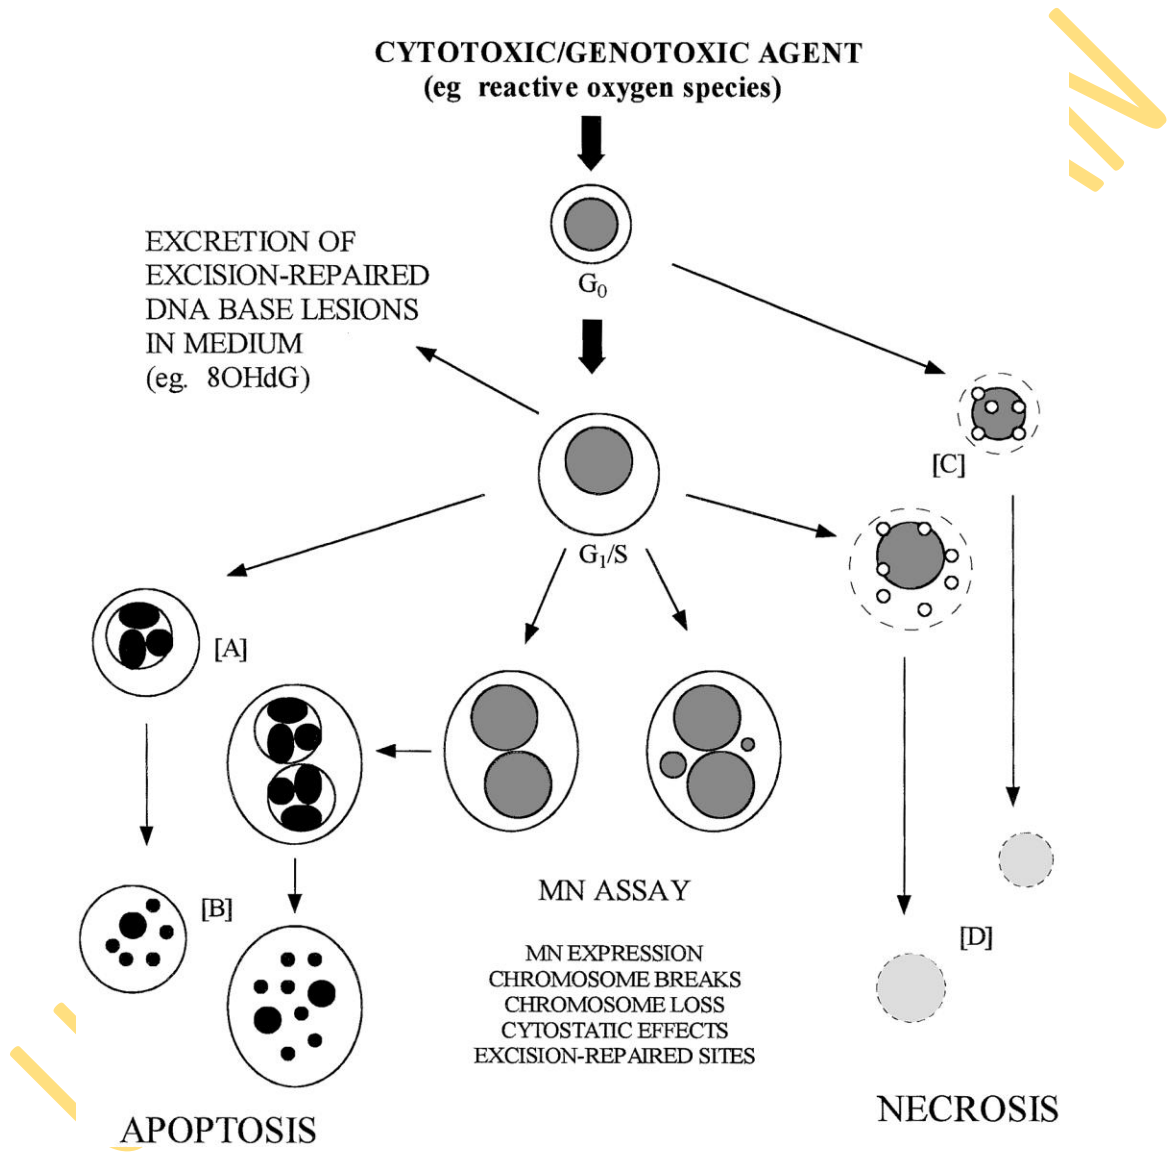 CYTOTOXIC/GENOTOXIC AGENT
(eg reactive oxygen species)
G₀
EXCRETION OF
EXCISION-REPAIRED
DNA BASE LESIONS
IN MEDIUM
(eg. 8OHdG)
[C]
G₁/S
[A]
MN ASSAY
[B]
[D]
MN EXPRESSION
CHROMOSOME BREAKS
CHROMOSOME LOSS
CYTOSTATIC EFFECTS
EXCISION-REPAIRED SITES
NECROSIS
APOPTOSIS